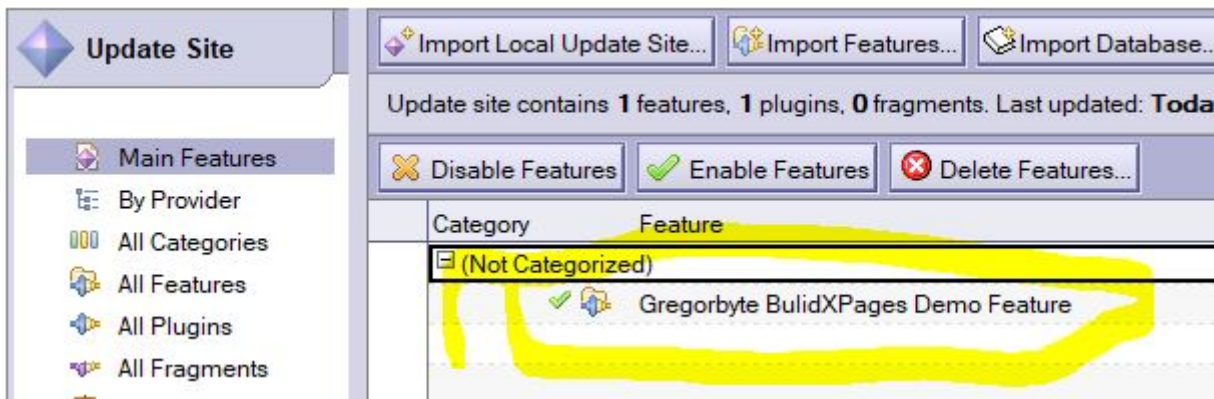 Update Site
Import Local Update Site... Import Features... Import Database..
Update site contains 1 features, 1 plugins, 0 fragments. Last updated: Toda
Main Features
By Provider
All Categories
All Features
All Plugins
All Fragments
Disable Features Enable Features Delete Features...
Category Feature
(Not Categorized)
Gregorbyte BulidXPages Demo Feature